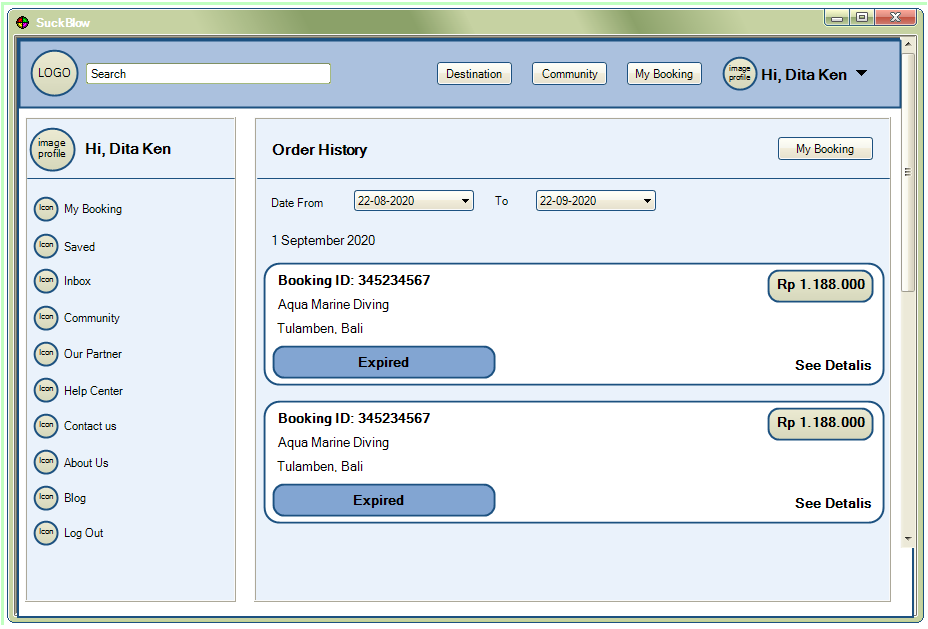 SuckBlow
LOGO
Search
Destination
Community
My Booking
image
profile
Hi, Dita Ken
image
profile
Hi, Dita Ken
Icon
My Booking
Icon
Saved
Icon
Inbox
Icon
Community
Icon
Our Partner
Icon
Help Center
Icon
Contact us
Icon
About Us
Icon
Blog
Icon
Log Out
Order History
My Booking
Date From
22-08-2020
To
22-09-2020
1 September 2020
Booking ID: 345234567
Rp 1.188.000
Aqua Marine Diving
Tulamben, Bali
Expired
See Detalis
Booking ID: 345234567
Rp 1.188.000
Aqua Marine Diving
Tulamben, Bali
Expired
See Detalis